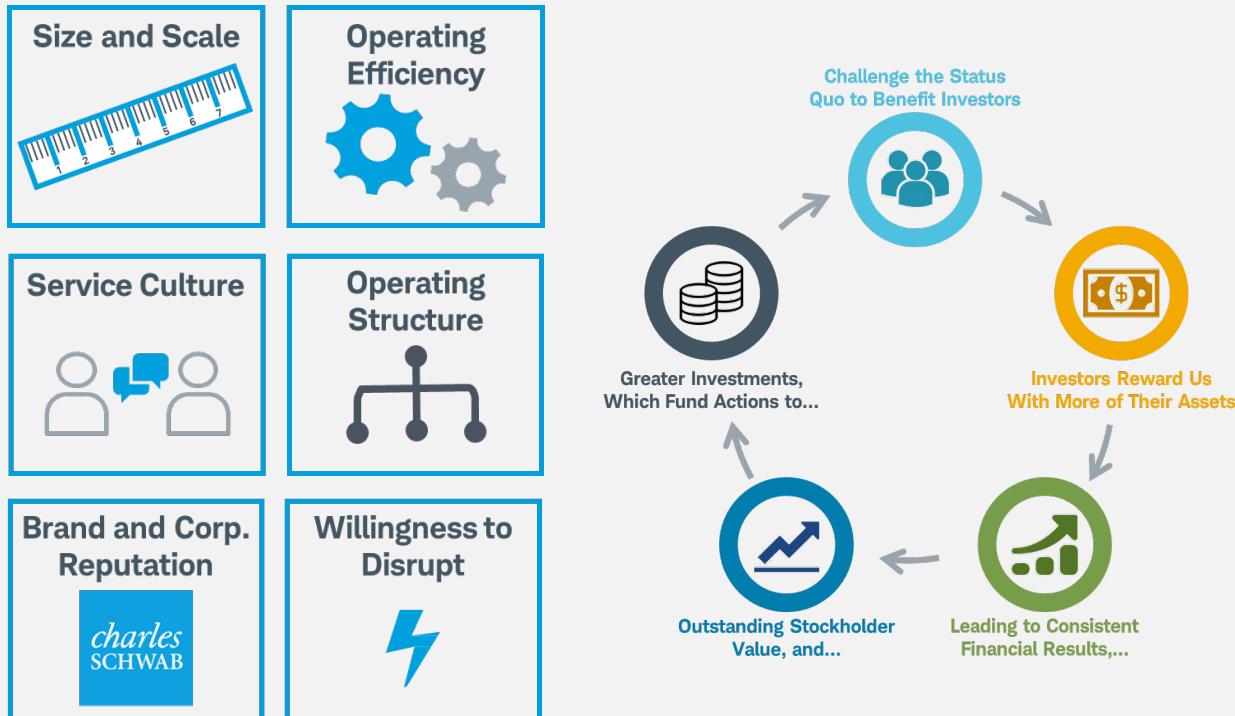 Size and Scale
1 2 3 4 5 6 7
Operating
Efficiency
Service Culture
Operating
Structure
Brand and Corp.
Reputation
charles
SCHWAB
Willingness to
Disrupt
Challenge the Status
Quo to Benefit Investors
$
Investors Reward Us
With More of Their Assets
Leading to Consistent
Financial Results,...
Outstanding Stockholder
Value, and...
Greater Investments,
Which Fund Actions to...